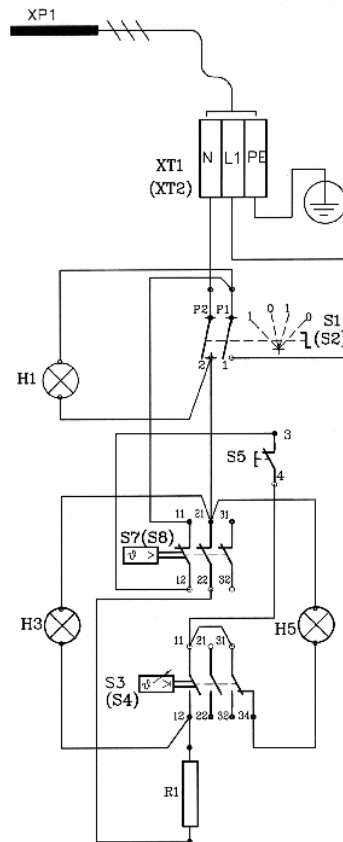 XP1
N L1 PE
XT1
(XT2)
P2 P1
1 0 1 0
S1
(S2)
2 1
H1
3
S5
4
11 21 31
S7(S8)
ϑ >
12 22 32
H3
H5
11 21 31
S3
(S4)
ϑ
12 22 32 34
R1